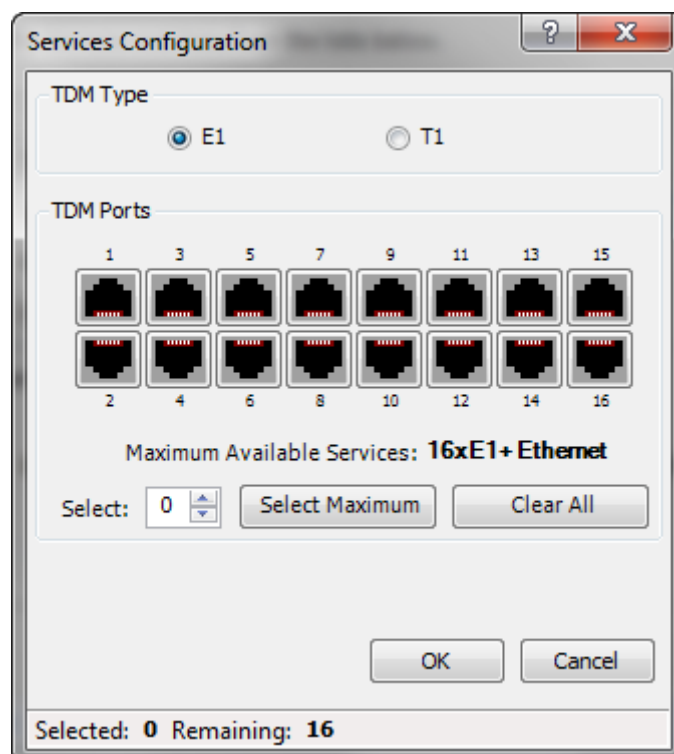 Services Configuration
TDM Type
E1 T1
TDM Ports
1 3 5 7 9 11 13 15
2 4 6 8 10 12 14 16
Maximum Available Services: 16xE1+ Ethernet
Select: 0 Select Maximum Clear All
OK Cancel
Selected: 0 Remaining: 16